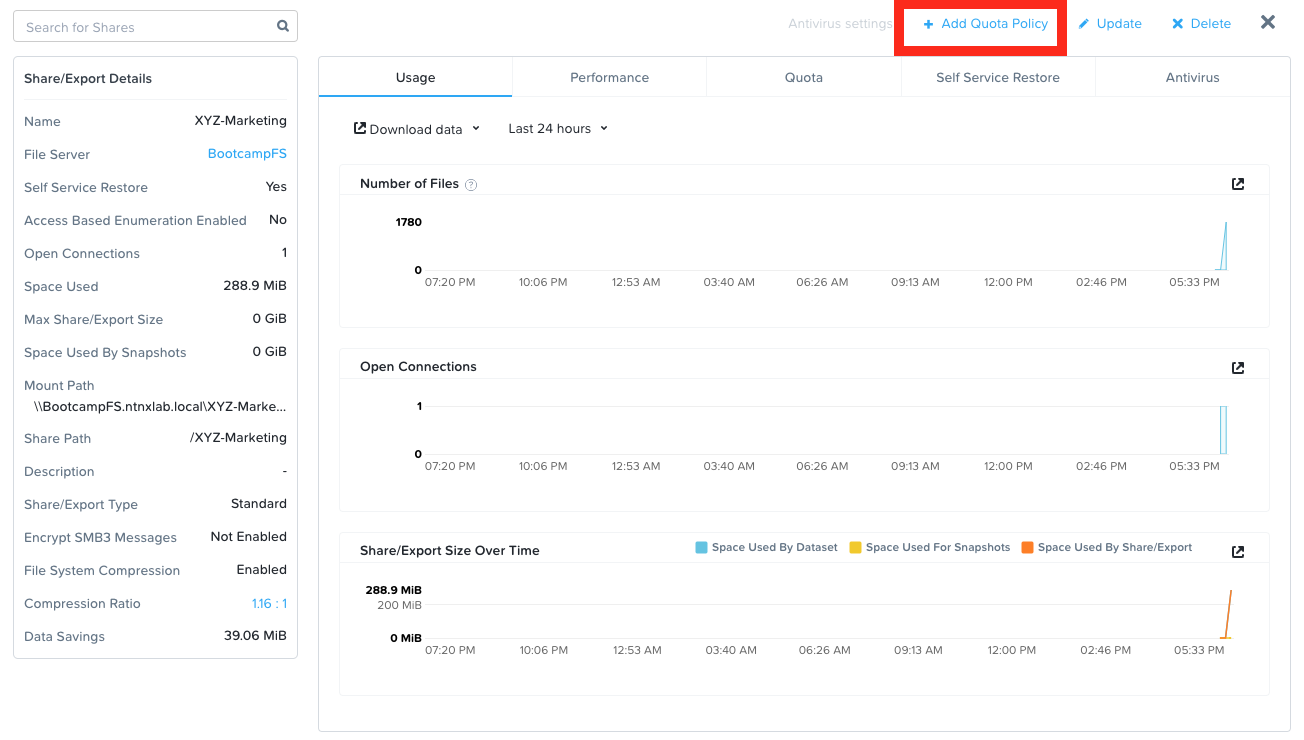 Search for Shares
Antivirus settings
+ Add Quota Policy
Update
Delete
Share/Export Details
Name XYZ-Marketing
File Server BootcampFS
Self Service Restore Yes
Access Based Enumeration Enabled No
Open Connections 1
Space Used 288.9 MiB
Max Share/Export Size 0 GiB
Space Used By Snapshots 0 GiB
Mount Path
\\BootcampFS.ntnxlab.local\XYZ-Marke...
Share Path /XYZ-Marketing
Description -
Share/Export Type Standard
Encrypt SMB3 Messages Not Enabled
File System Compression Enabled
Compression Ratio 1.16 : 1
Data Savings 39.06 MiB
Usage Performance Quota Self Service Restore Antivirus
Download data Last 24 hours
Number of Files ?
1780
0
07:20 PM 10:06 PM 12:53 AM 03:40 AM 06:26 AM 09:13 AM 12:00 PM 02:46 PM 05:33 PM
Open Connections
1
0
07:20 PM 10:06 PM 12:53 AM 03:40 AM 06:26 AM 09:13 AM 12:00 PM 02:46 PM 05:33 PM
Share/Export Size Over Time Space Used By Dataset Space Used For Snapshots Space Used By Share/Export
288.9 MiB
200 MiB
0 MiB
07:20 PM 10:06 PM 12:53 AM 03:40 AM 06:26 AM 09:13 AM 12:00 PM 02:46 PM 05:33 PM